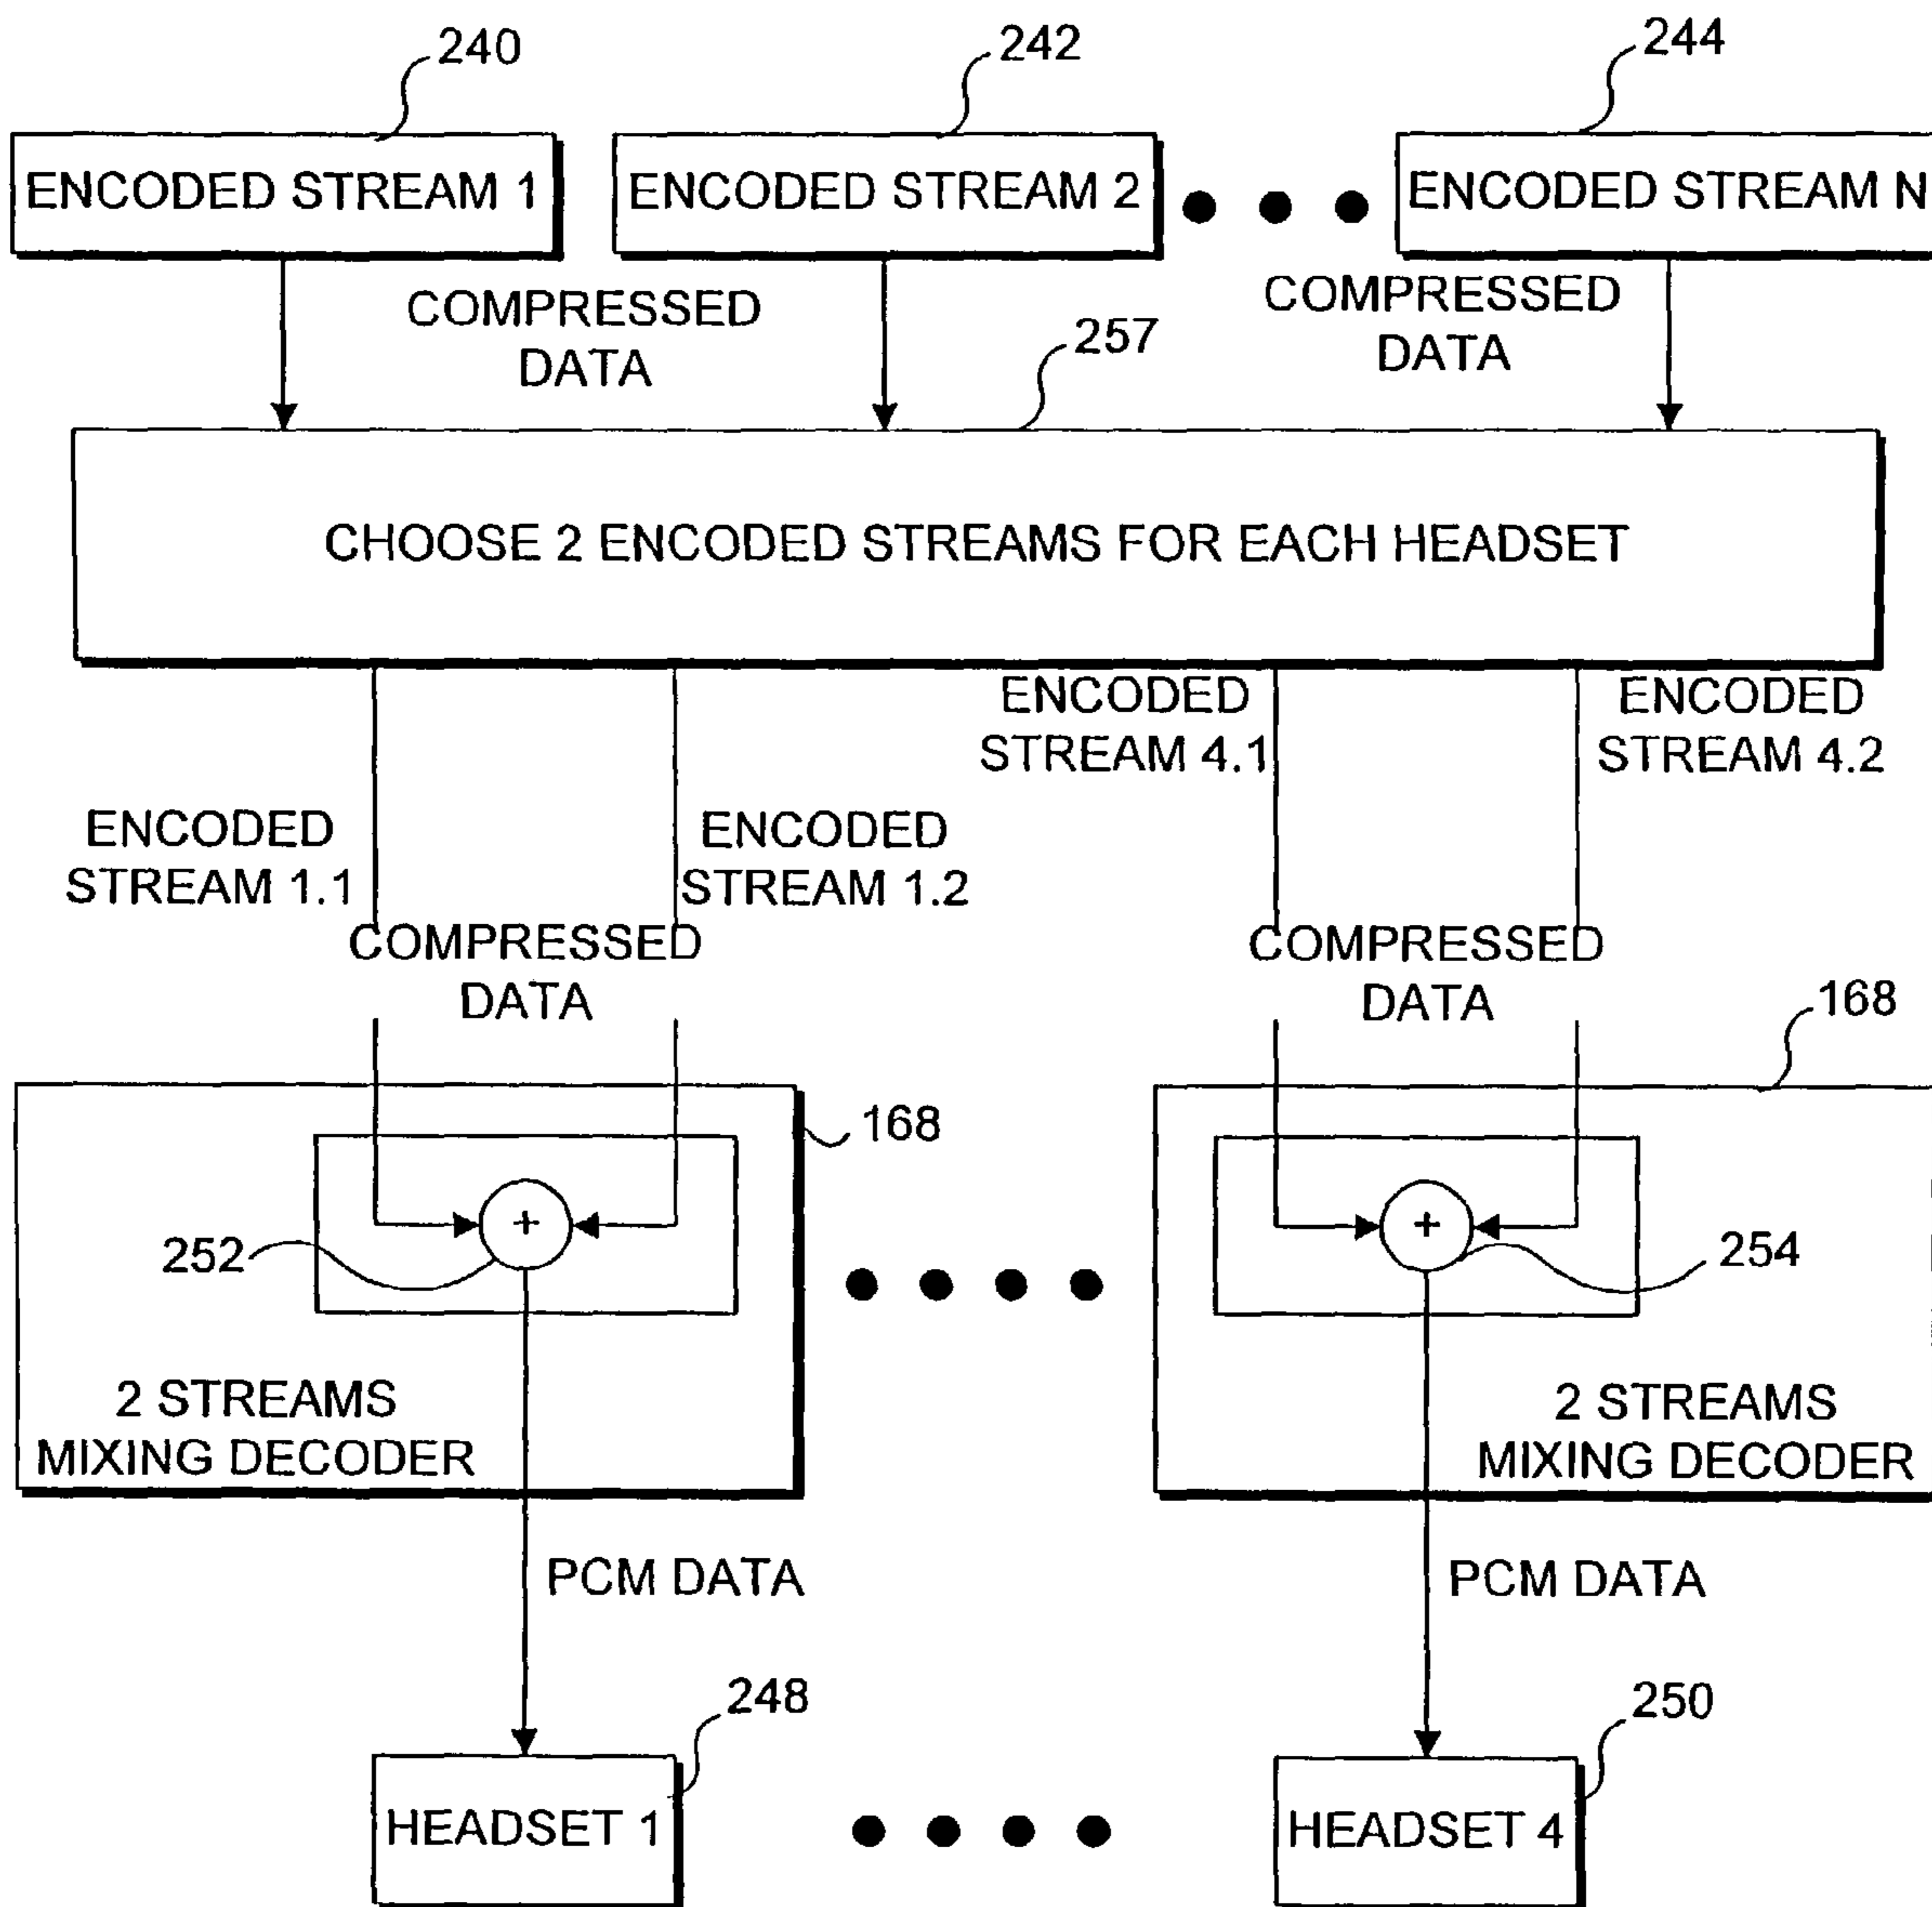 240
242
244
ENCODED STREAM 1
ENCODED STREAM 2
ENCODED STREAM N
COMPRESSED
DATA
COMPRESSED
DATA
257
CHOOSE 2 ENCODED STREAMS FOR EACH HEADSET
ENCODED
STREAM 1.1
ENCODED
STREAM 1.2
ENCODED
STREAM 4.1
ENCODED
STREAM 4.2
COMPRESSED
DATA
COMPRESSED
DATA
168
168
+
+
252
254
2 STREAMS
MIXING DECODER
2 STREAMS
MIXING DECODER
PCM DATA
PCM DATA
248
250
HEADSET 1
HEADSET 4